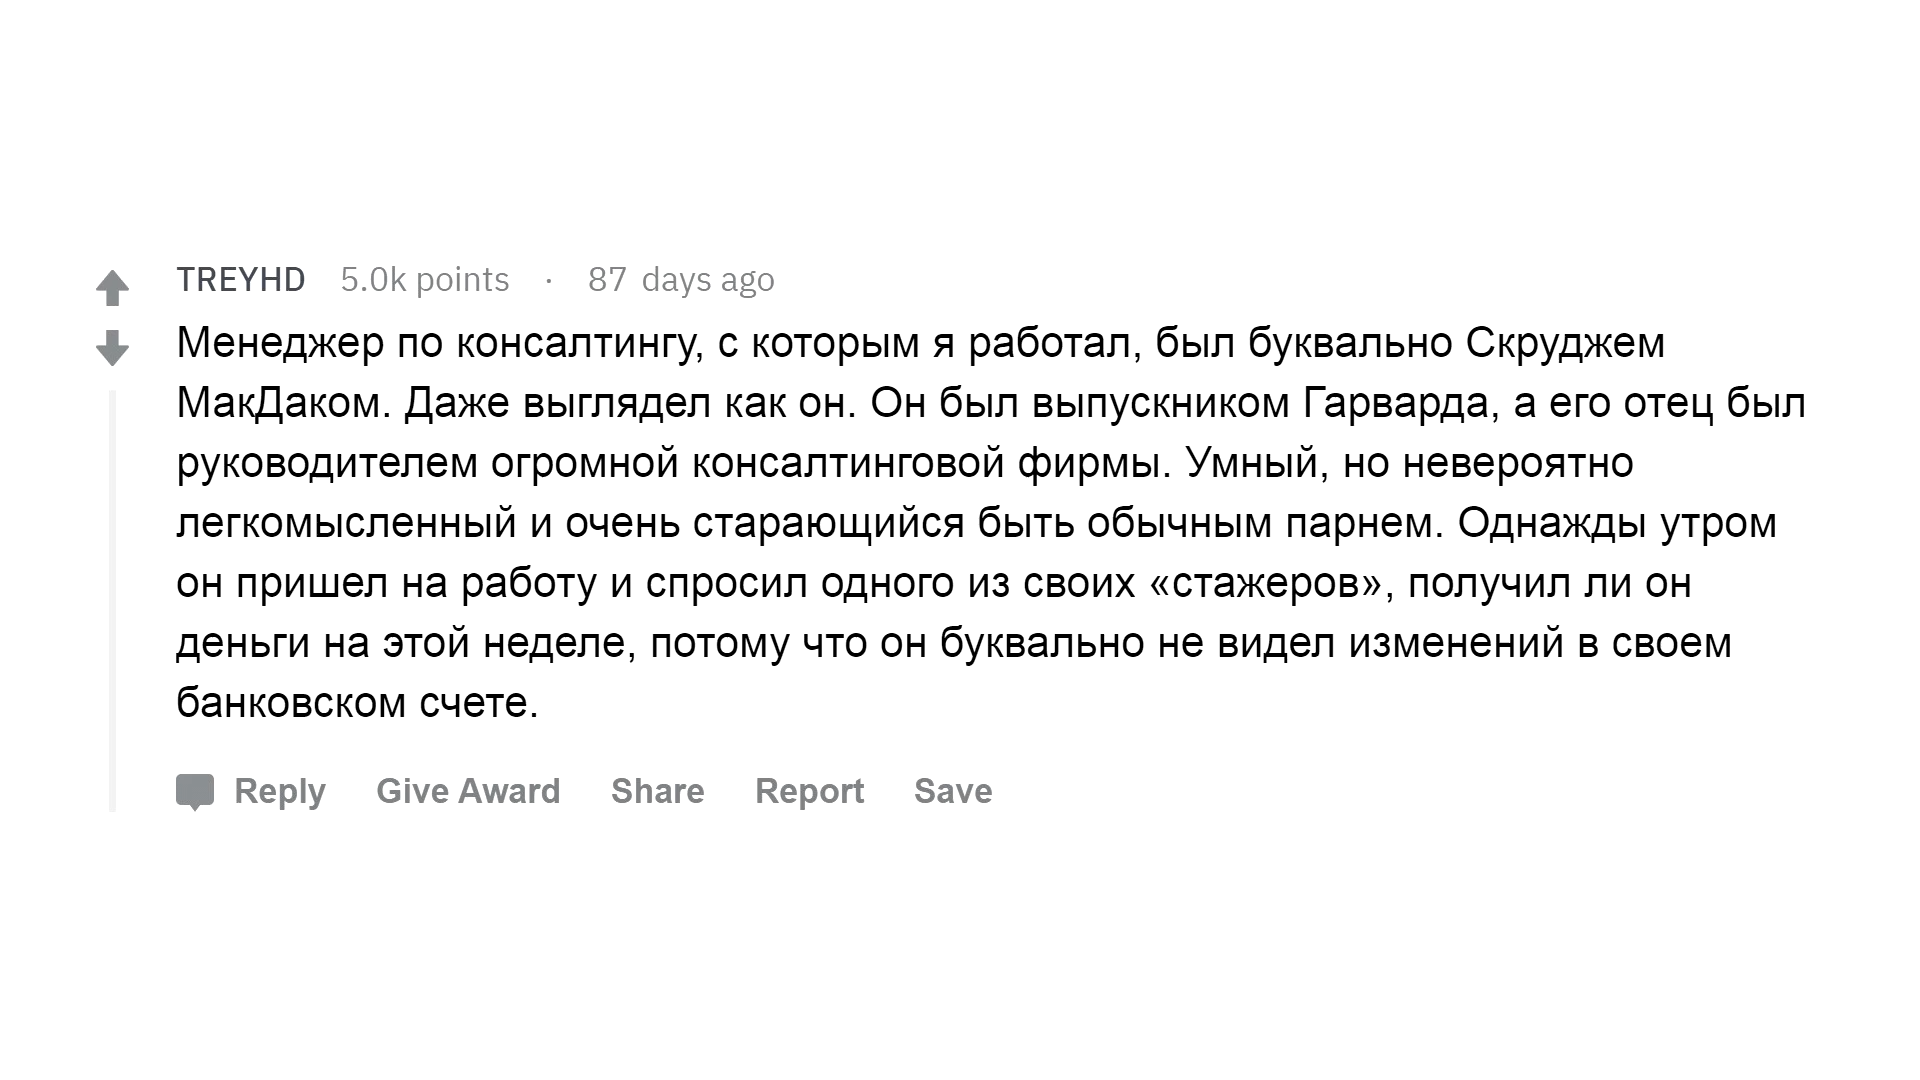 TREYHD 5.0k points · 87 days ago
Менеджер по консалтингу, с которым я работал, был буквально Скруджем
МакДаком. Даже выглядел как он. Он был выпускником Гарварда, а его отец был
руководителем огромной консалтинговой фирмы. Умный, но невероятно
легкомысленный и очень старающийся быть обычным парнем. Однажды утром
он пришел на работу и спросил одного из своих «стажеров», получил ли он
деньги на этой неделе, потому что он буквально не видел изменений в своем
банковском счете.
Reply Give Award Share Report Save